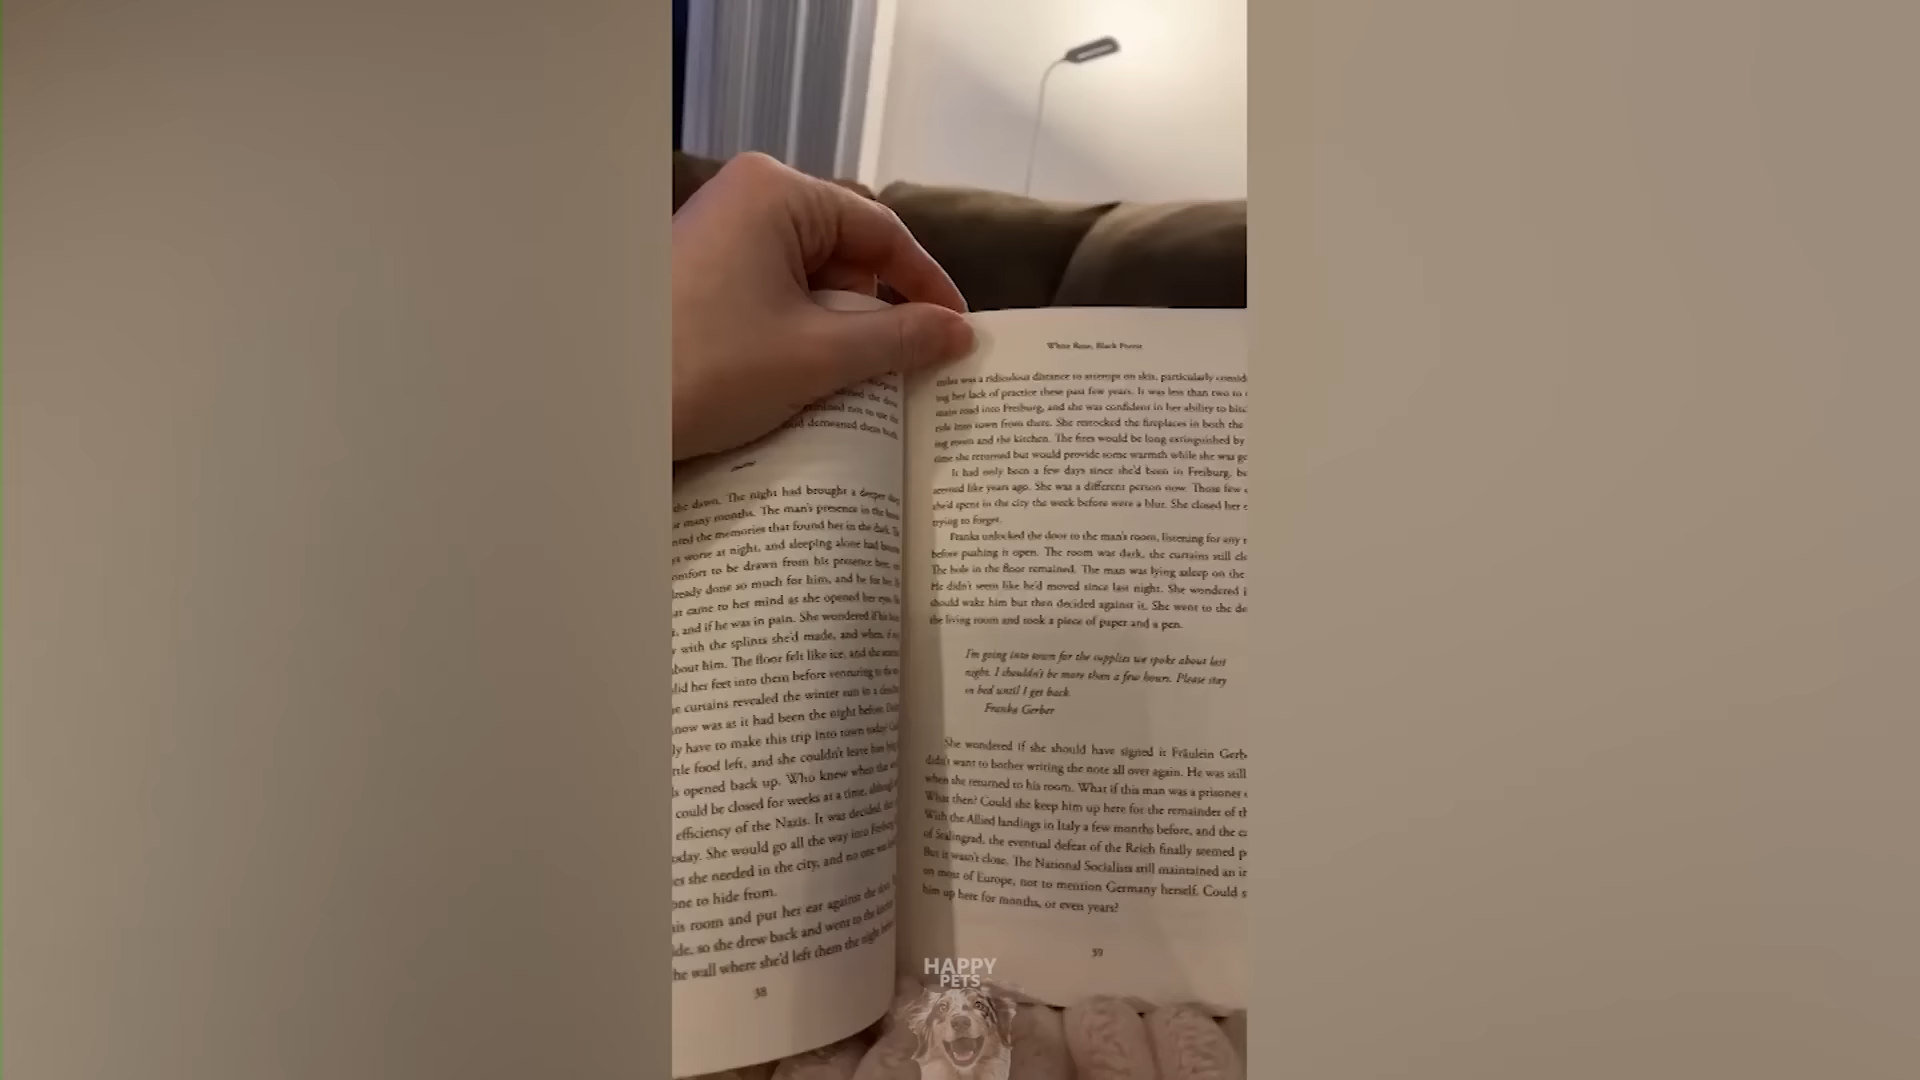 the dawn. The night had brought a deeper
many months. The man's presence in the
the memories that found her in the dark.
worse at night, and sleeping alone had
to be drawn from his presence here,
done so much for him, and he for her.
came to her mind as she opened her eyes.
, and if he was in pain. She wondered if his
with the splints she'd made, and when, if
about him. The floor felt like ice, and she
her feet into them before venturing to the
curtains revealed the winter sun in a
snow was as it had been the night before.
have to make this trip into town today?
food left, and she couldn't leave
opened back up. Who knew when the
could be closed for weeks at a time,
efficiency of the Nazis. It was decided.
today. She would go all the way into Freiburg
she needed in the city, and no one
to hide from.
room and put her ear against the door.
so she drew back and went to the
the wall where she'd left them the night before
38
White Rose, Black Forest
miles was a ridiculous distance to attempt on skis, particularly
ing her lack of practice these past few years. It was less than two to
main road into Freiburg, and she was confident in her ability to
ride into town from there. She restocked the fireplaces in both the
ing room and the kitchen. The fires would be long extinguished by
time she returned but would provide some warmth while she was
It had only been a few days since she'd been in Freiburg,
seemed like years ago. She was a different person now. Those few
she'd spent in the city the week before were a blur. She closed her
trying to forget.
Franka unlocked the door to the man's room, listening for any
before pushing it open. The room was dark, the curtains still
The hole in the floor remained. The man was lying asleep on the
He didn't seem like he'd moved since last night. She wondered
should wake him but then decided against it. She went to the
the living room and took a piece of paper and a pen.
I'm going into town for the supplies we spoke about last
night. I shouldn't be more than a few hours. Please stay
in bed until I get back.
Franka Gerber
She wondered if she should have signed it Fräulein
didn't want to bother writing the note all over again. He was still
when she returned to his room. What if this man was a prisoner
What then? Could she keep him up here for the remainder of
With the Allied landings in Italy a few months before, and the
of Stalingrad, the eventual defeat of the Reich finally seemed
But it wasn't close. The National Socialists still maintained an
on most of Europe, not to mention Germany herself. Could
him up here for months, or even years?
39
HAPPY
PETS